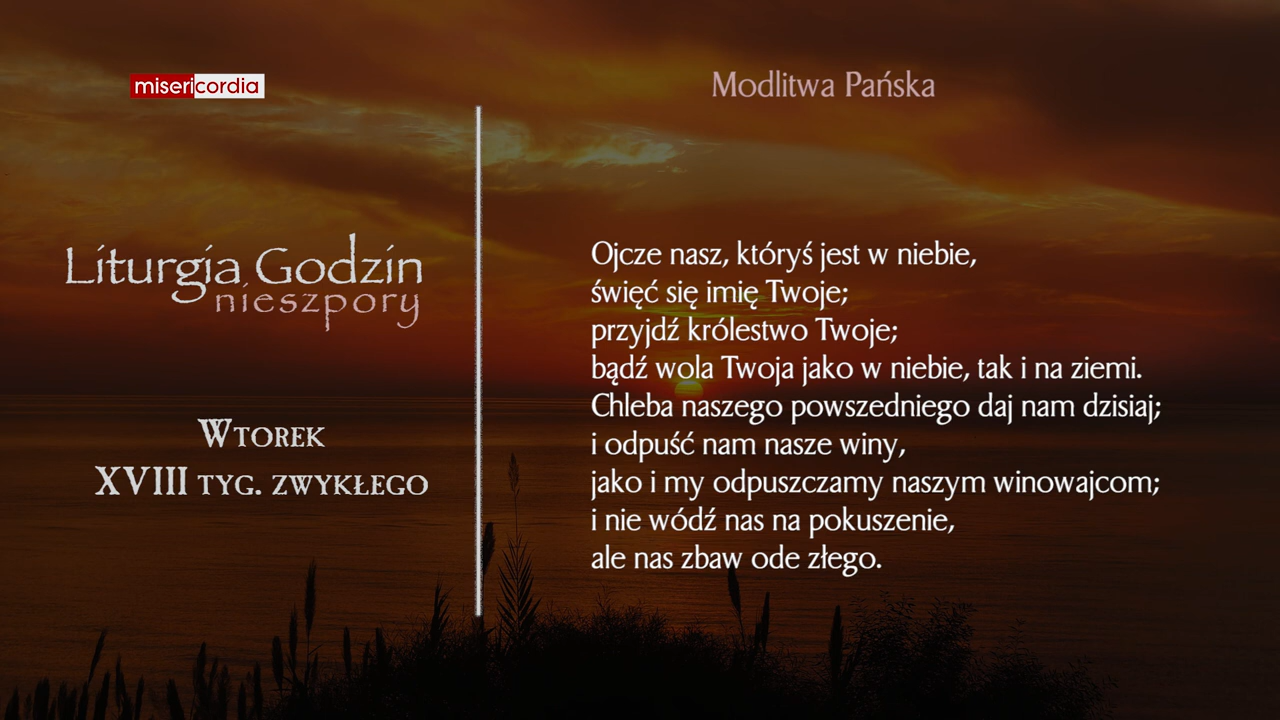 misericordia
Liturgia Godzin
nieszpory
Wtorek
XVIII tyg. zwykłego
Modlitwa Pańska
Ojcze nasz, któryś jest w niebie,
święć się imię Twoje;
przyjdź królestwo Twoje;
bądź wola Twoja jako w niebie, tak i na ziemi.
Chleba naszego powszedniego daj nam dzisiaj;
i odpuść nam nasze winy,
jako i my odpuszczamy naszym winowajcom;
i nie wódź nas na pokuszenie,
ale nas zbaw ode złego.